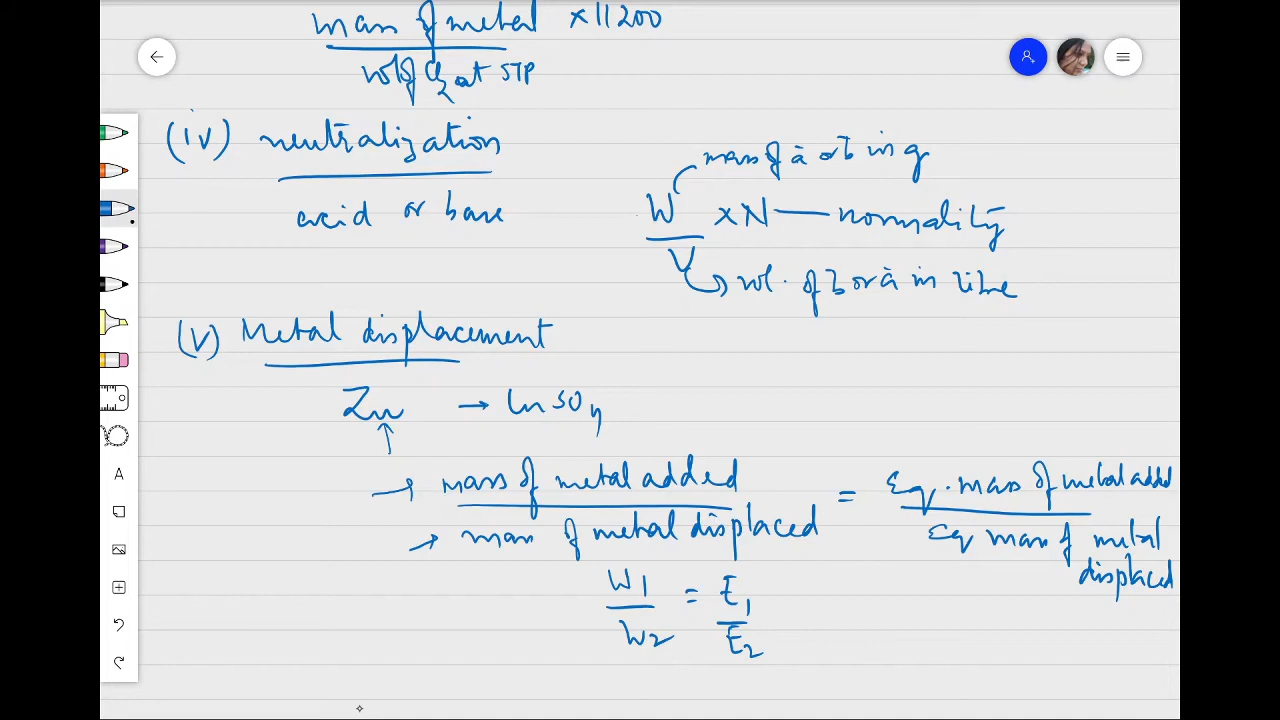 mass of metal × 11200
vol of Cl2 at STP
(iv) neutralization
acid or base
mass of a or b in g
W × N — normality
V
vol. of b or a in litre
(v) Metal displacement
Zn → CuSO4
→ mass of metal added = Eq. mass of metal added
→ mass of metal displaced Eq mass of metal
displaced
W1 = E1
W2 E2
A